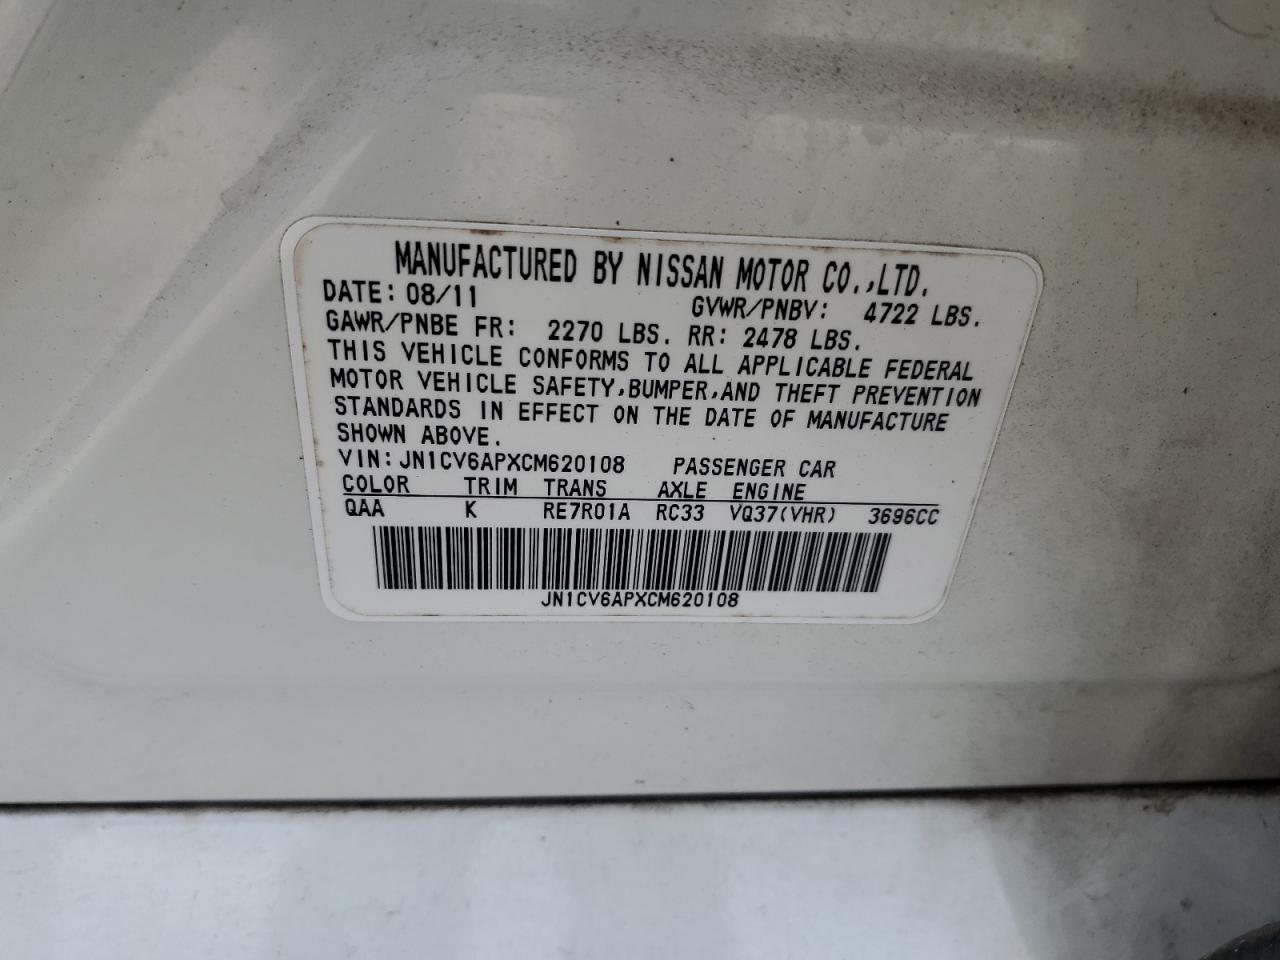 MANUFACTURED BY NISSAN MOTOR CO.,LTD.
DATE: 08/11 GVWR/PNBV: 4722 LBS.
GAWR/PNBE FR: 2270 LBS. RR: 2478 LBS.
THIS VEHICLE CONFORMS TO ALL APPLICABLE FEDERAL
MOTOR VEHICLE SAFETY,BUMPER,AND THEFT PREVENTION
STANDARDS IN EFFECT ON THE DATE OF MANUFACTURE
SHOWN ABOVE.
VIN:JN1CV6APXCM620108 PASSENGER CAR
COLOR TRIM TRANS AXLE ENGINE
QAA K RE7R01A RC33 VQ37(VHR) 3696CC
JN1CV6APXCM620108